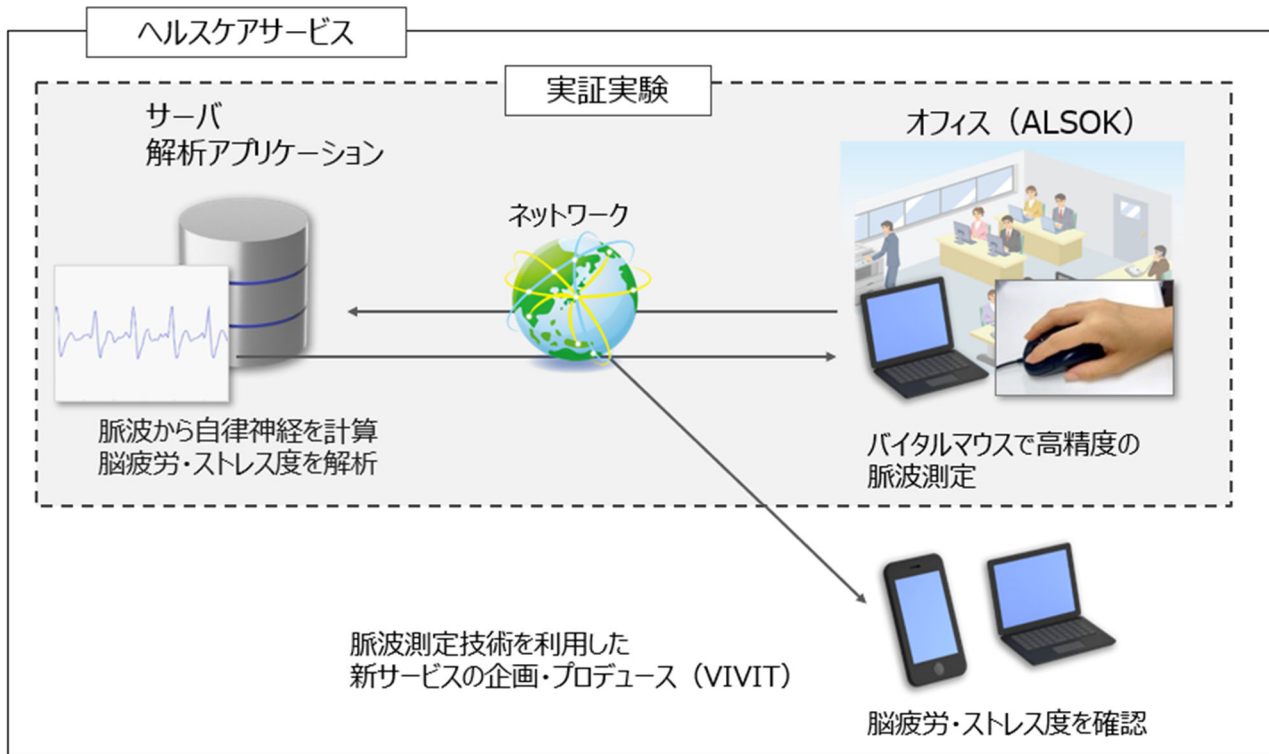 ヘルスケアサービス
実証実験
サーバ
解析アプリケーション
オフィス（ALSOK）
ネットワーク
脈波から自律神経を計算
脳疲労・ストレス度を解析
バイタルマウスで高精度の
脈波測定
脈波測定技術を利用した
新サービスの企画・プロデュース（VIVIT）
脳疲労・ストレス度を確認